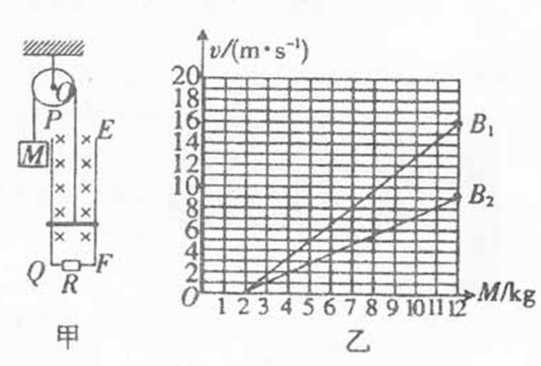 O
P
E
M
Q
R
F
甲
v/(m·s⁻¹)
20
18
16
14
12
10
8
6
4
2
O
1 2 3 4 5 6 7 8 9 10 11 12
M/kg
B₁
B₂
乙